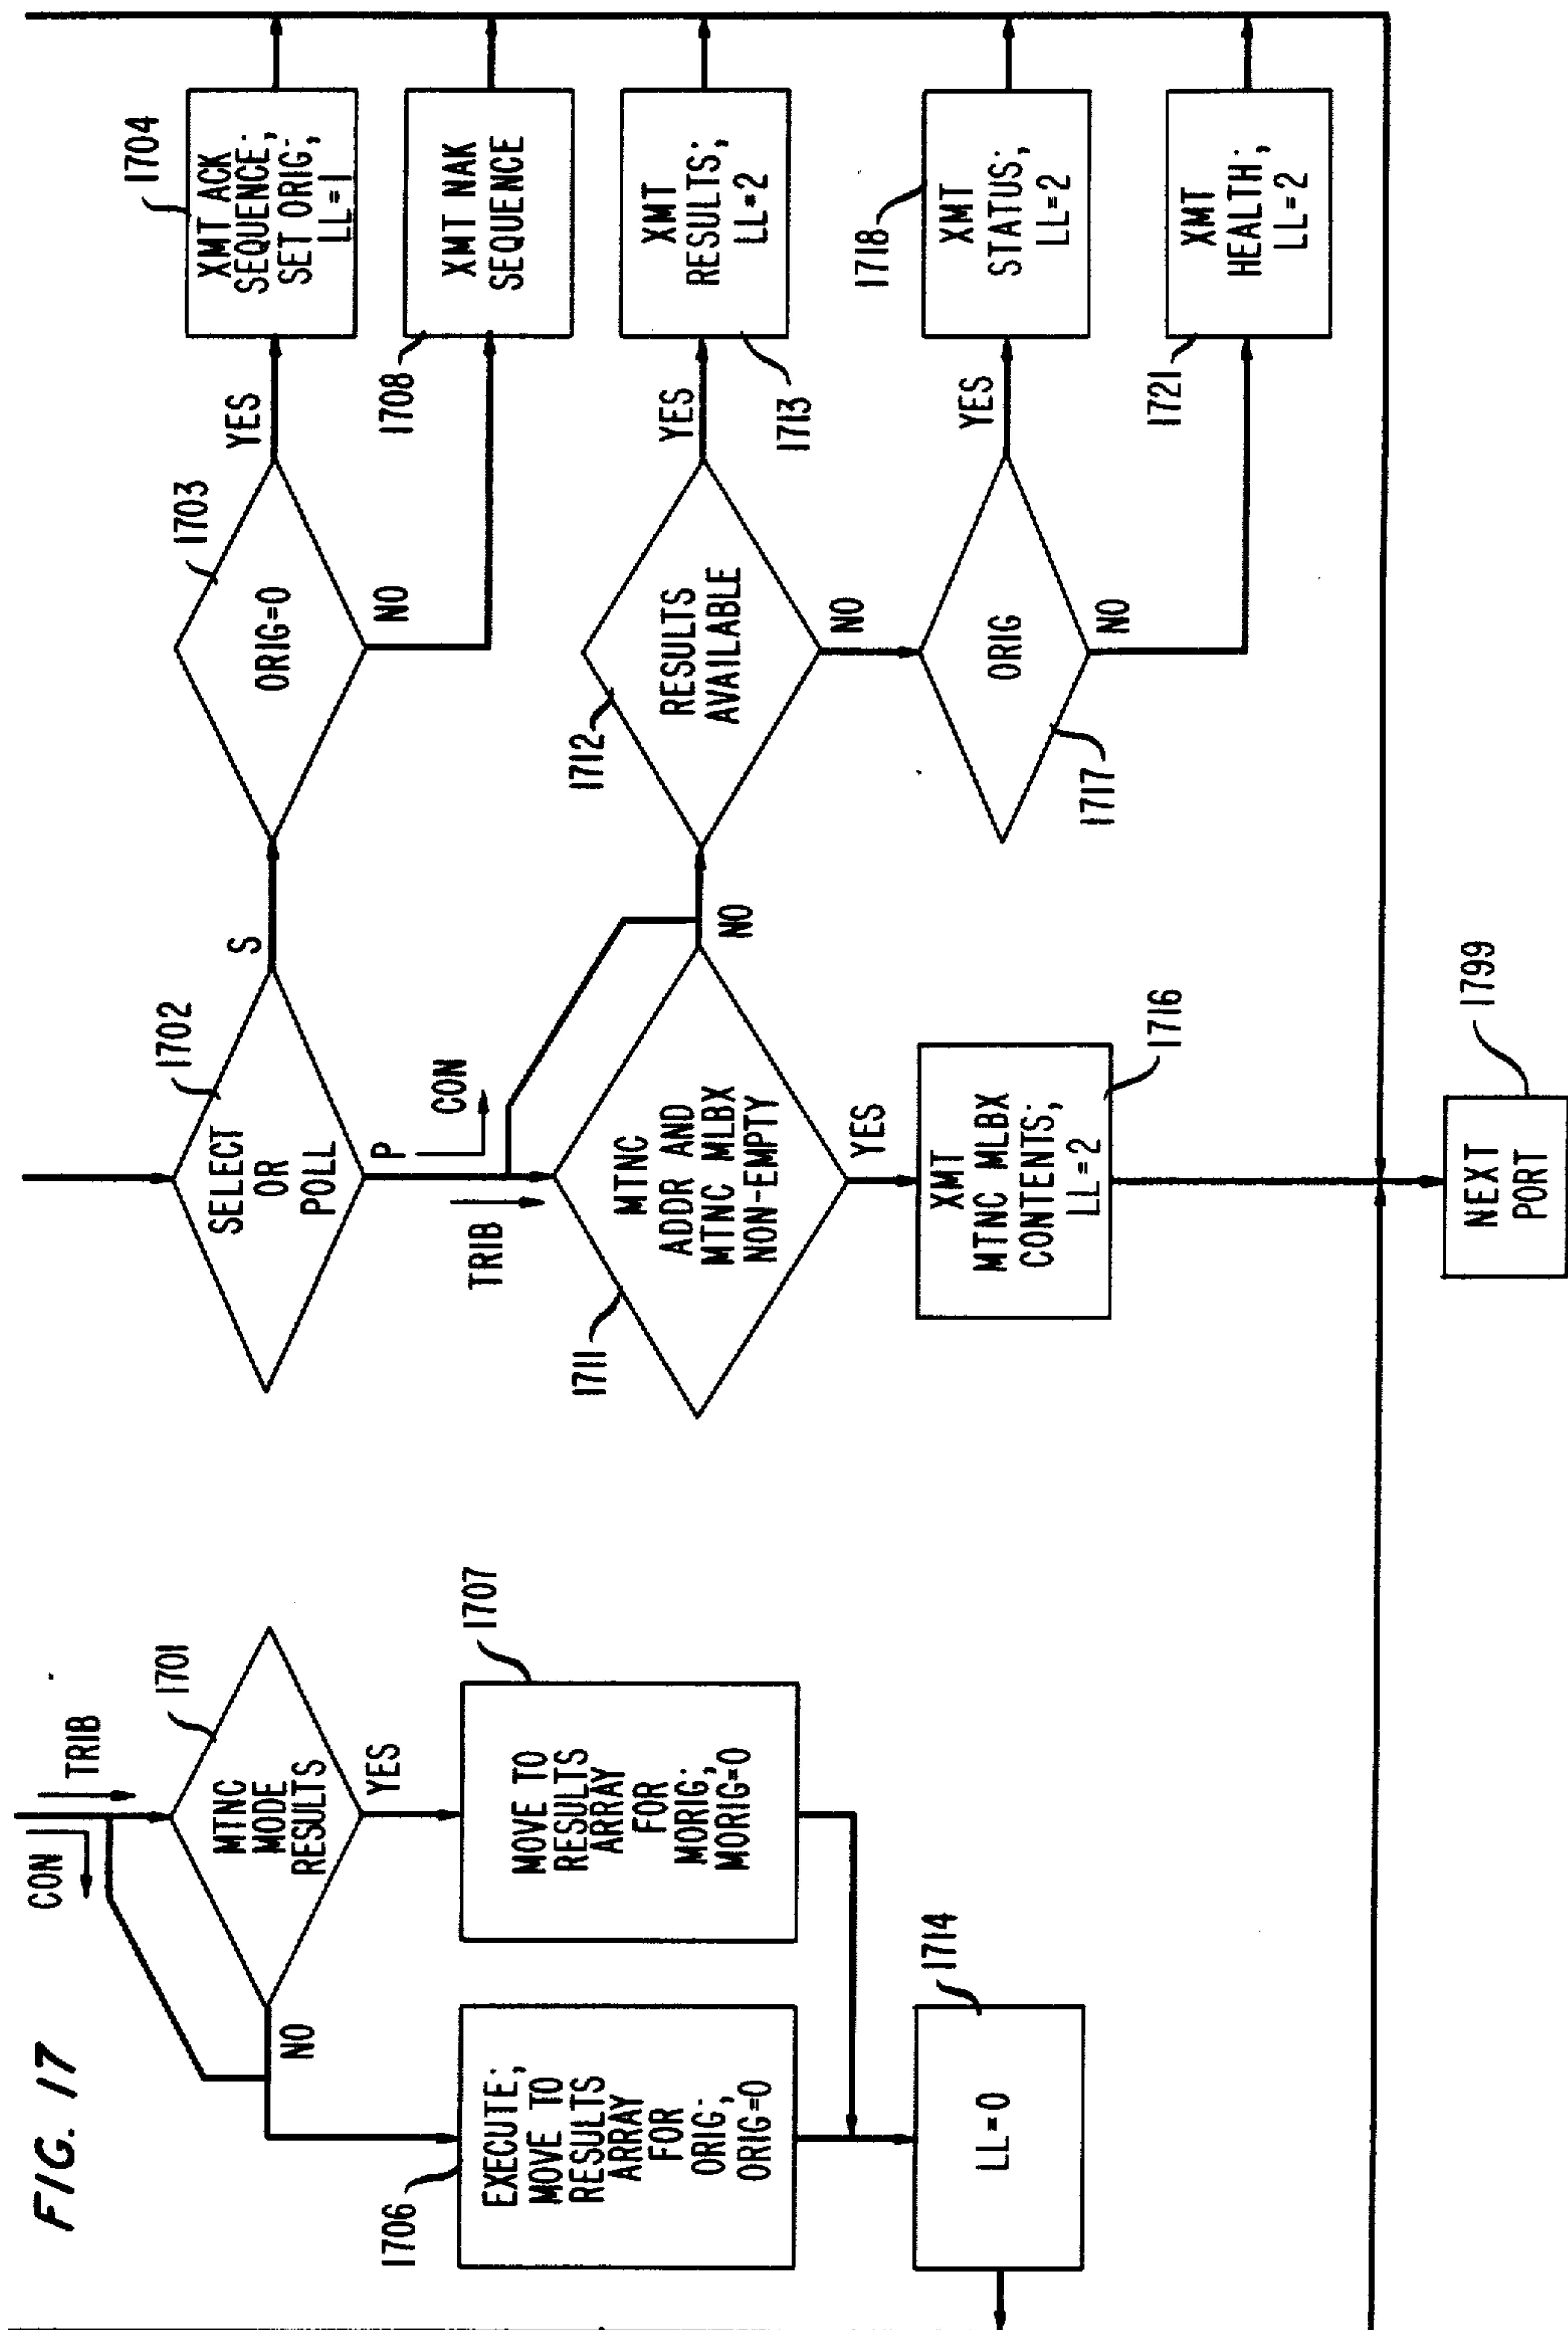 FIG. 17
CON
TRIB
1701
MTNC
MODE
RESULTS
NO
YES
1706
EXECUTE;
MOVE TO
RESULTS
ARRAY
FOR
ORIG;
ORIG=0
1707
MOVE TO
RESULTS
ARRAY
FOR
MORIG;
MORIG=0
1714
LL=0
1702
SELECT
OR
POLL
S
P
CON
TRIB
1703
ORIG=0
YES
NO
1704
XMT ACK
SEQUENCE;
SET ORIG;
LL=1
1708
XMT NAK
SEQUENCE
1711
MTNC
ADDR AND
MTNC MLBX
NON-EMPTY
NO
YES
1712
RESULTS
AVAILABLE
YES
NO
1713
XMT
RESULTS;
LL=2
1716
XMT
MTNC MLBX
CONTENTS;
LL=2
1717
ORIG
YES
NO
1718
XMT
STATUS;
LL=2
1721
XMT
HEALTH;
LL=2
1799
NEXT
PORT